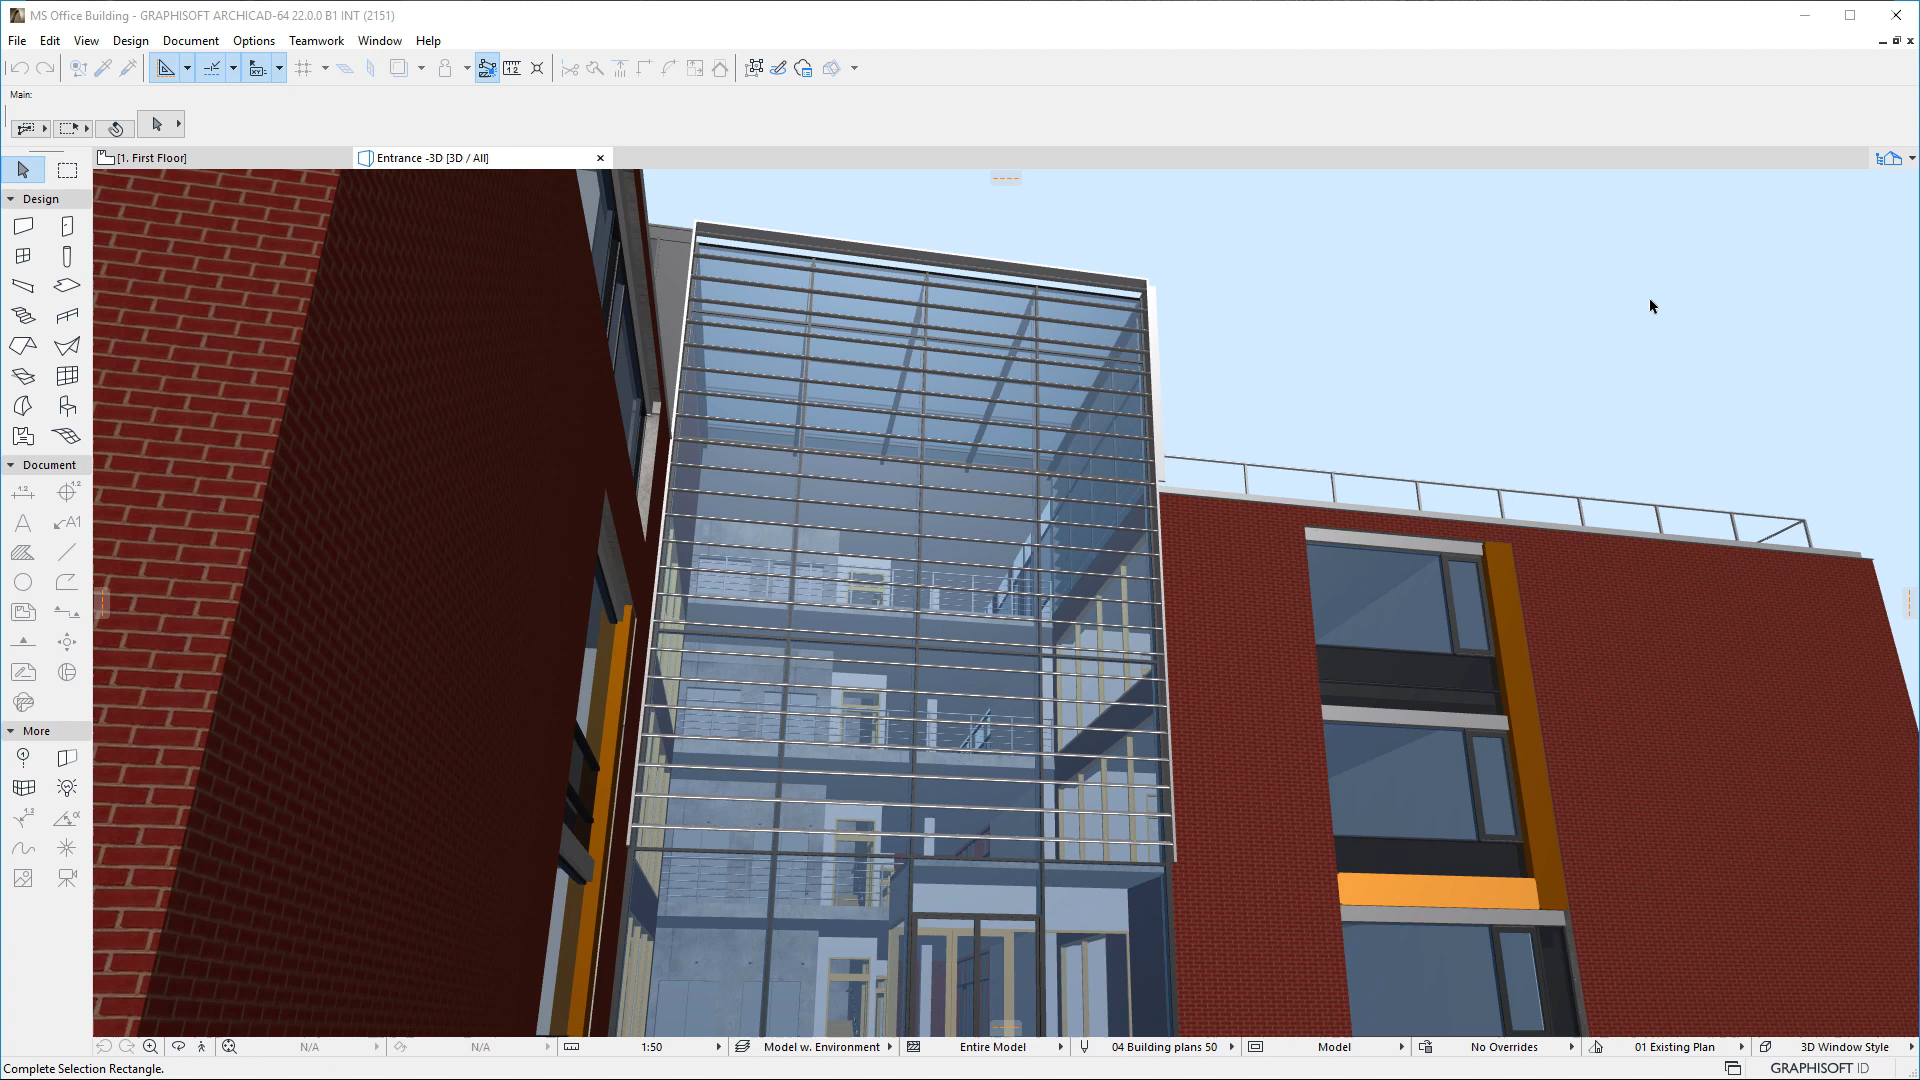 MS Office Building - GRAPHISOFT ARCHICAD-64 22.0.0 B1 INT (2151)
File Edit View Design Document Options Teamwork Window Help
Main:
[1. First Floor]
Entrance -3D [3D / All]
Design
Document
More
N/A
N/A
1:50
Model w. Environment
Entire Model
04 Building plans 50
Model
No Overrides
01 Existing Plan
3D Window Style
Complete Selection Rectangle.
GRAPHISOFT ID